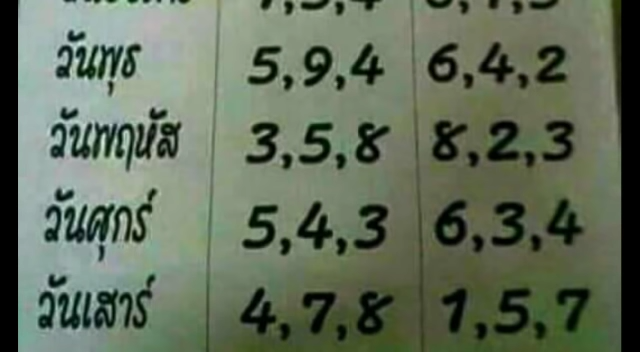 วันพุธ 5,9,4 6,4,2
วันพฤหัส 3,5,8 8,2,3
วันศุกร์ 5,4,3 6,3,4
วันเสาร์ 4,7,8 1,5,7